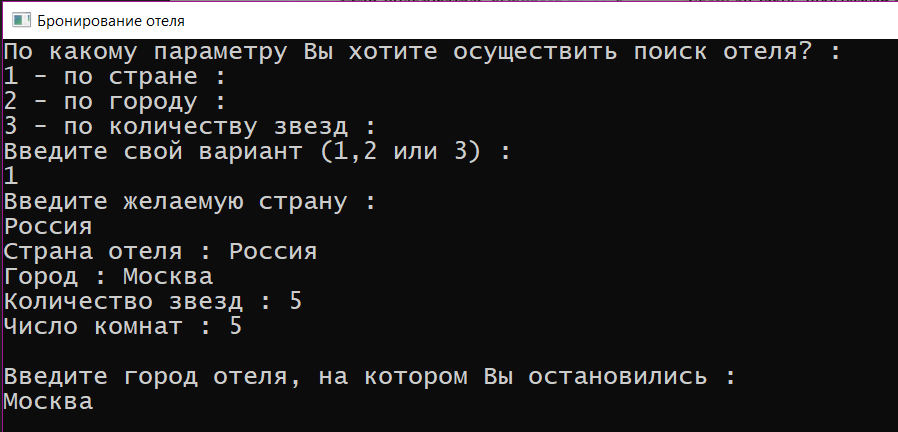 Бронирование отеля
По какому параметру Вы хотите осуществить поиск отеля? :
1 - по стране :
2 - по городу :
3 - по количеству звезд :
Введите свой вариант (1,2 или 3) :
1
Введите желаемую страну :
Россия
Страна отеля : Россия
Город : Москва
Количество звезд : 5
Число комнат : 5
Введите город отеля, на котором Вы остановились :
Москва